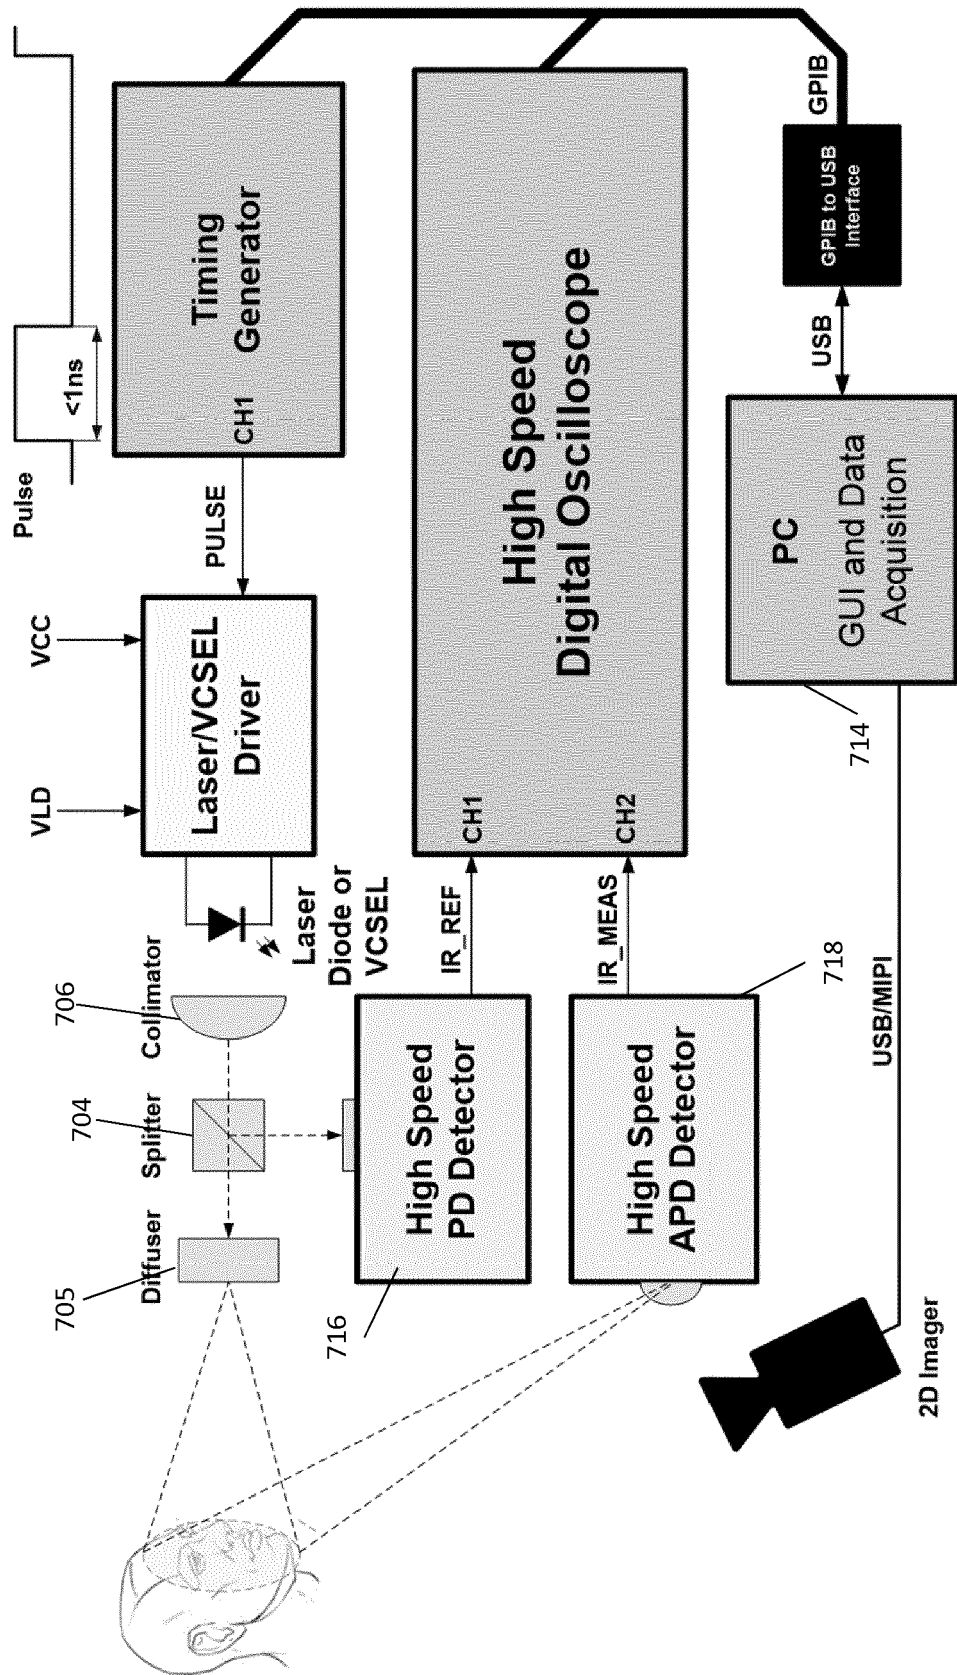 Pulse
<1ns
VLD
VCC
Laser/VCSEL
Driver
PULSE
CH1
Timing
Generator
705
704
706
Diffuser
Splitter
Collimator
Laser
Diode or
VCSEL
716
High Speed
PD Detector
IR_REF
CH1
High Speed
APD Detector
IR_MEAS
CH2
718
High Speed
Digital Oscilloscope
2D Imager
USB/MIPI
714
PC
GUI and Data
Acquisition
USB
GPIB to USB
Interface
GPIB